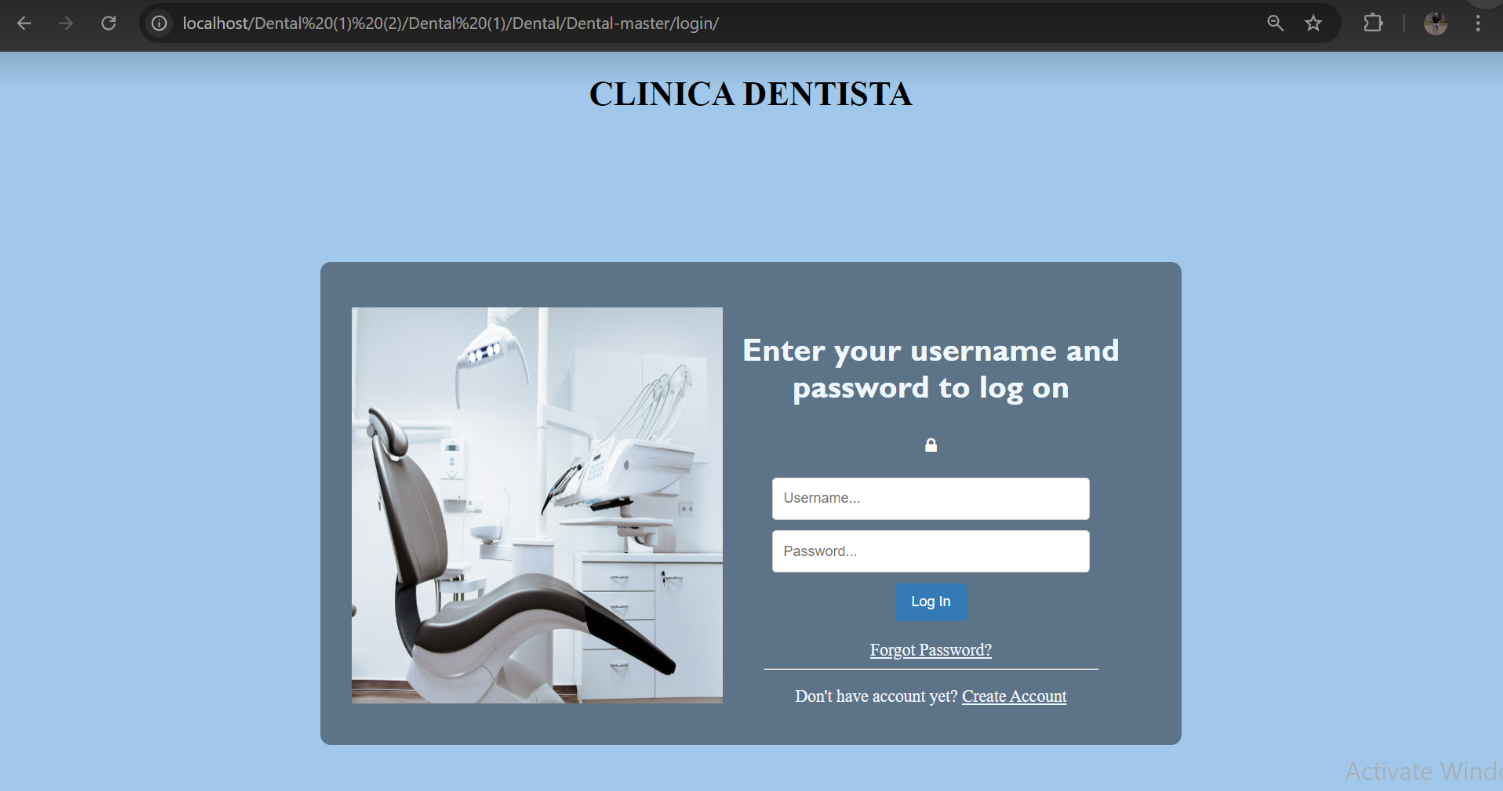 localhost/Dental%20(1)%20(2)/Dental%20(1)/Dental/Dental-master/login/
CLINICA DENTISTA
Enter your username and
password to log on
Username...
Password...
Log In
Forgot Password?
Don't have account yet? Create Account
Activate